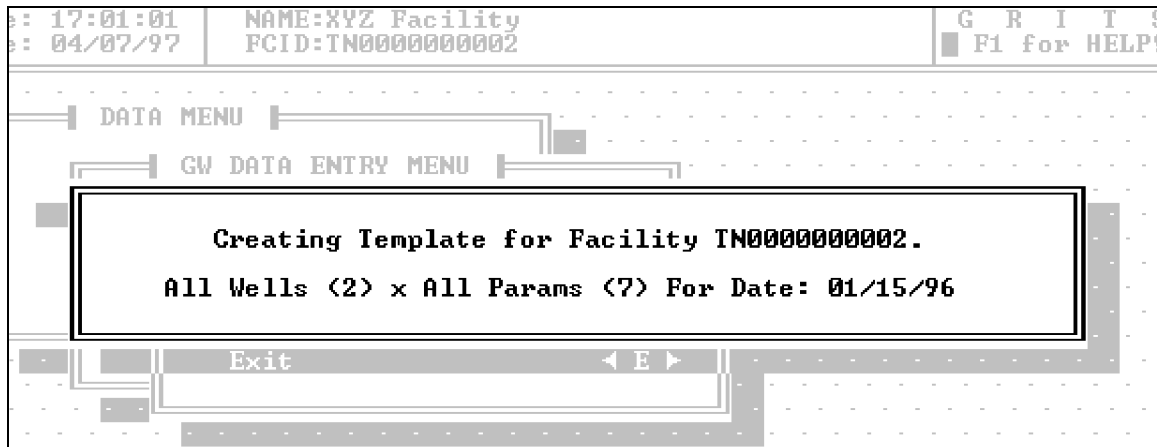 e: 17:01:01 NAME:XYZ Facility G R I T S
e: 04/07/97 FCID:TN0000000002 F1 for HELP!
DATA MENU
GW DATA ENTRY MENU
Creating Template for Facility TN0000000002.
All Wells (2) x All Params (7) For Date: 01/15/96
Exit ◄ E ►